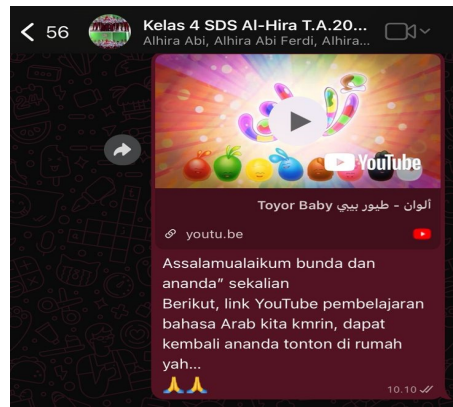 56
Kelas 4 SDS Al-Hira T.A.20...
Alhira Abi, Alhira Abi Ferdi, Alhira...
YouTube
ألوان - طيور بيبي Toyor Baby
youtu.be
Assalamualaikum bunda dan
ananda" sekalian
Berikut, link YouTube pembelajaran
bahasa Arab kita kmrin, dapat
kembali ananda tonton di rumah
yah...
🙏🙏
10.10